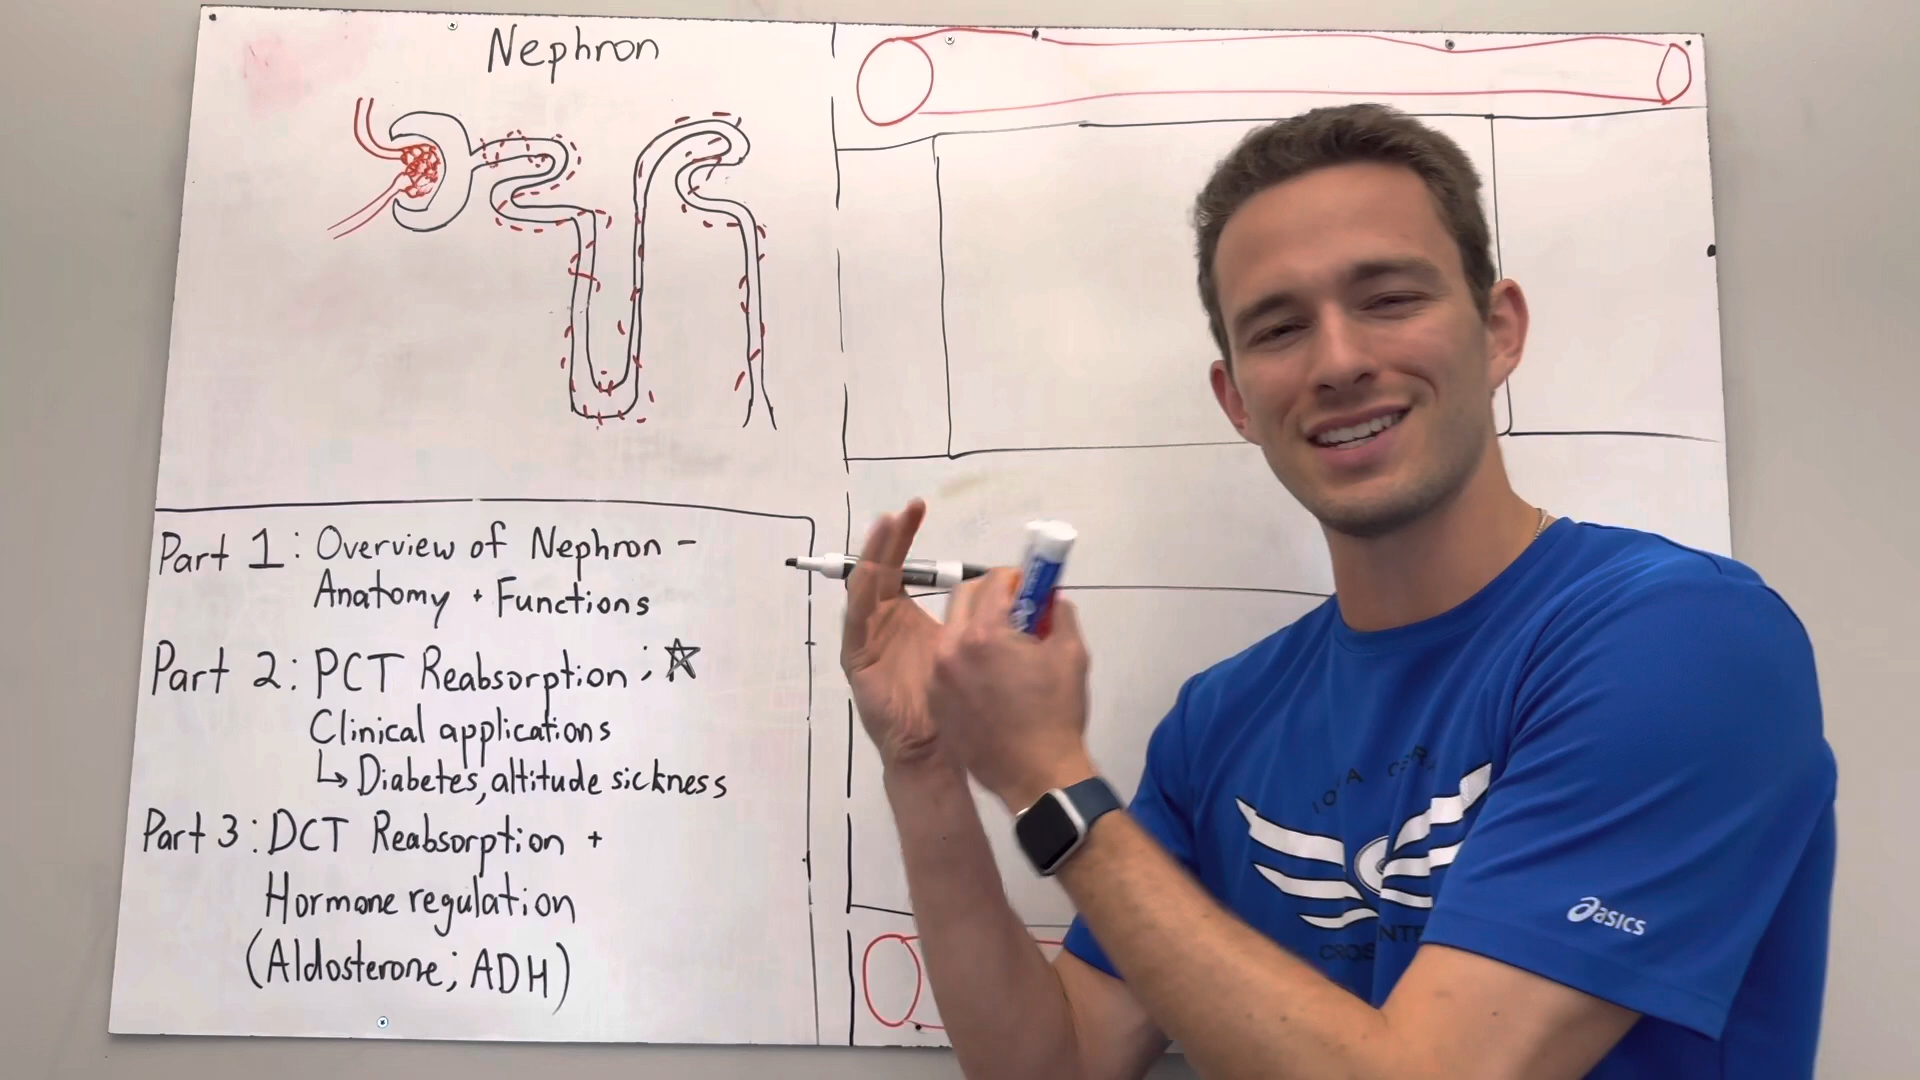 Nephron
Part 1: Overview of Nephron -
Anatomy + Functions
Part 2: PCT Reabsorption; ☆
Clinical applications
↳ Diabetes, altitude sickness
Part 3: DCT Reabsorption +
Hormone regulation
(Aldosterone; ADH)
asics